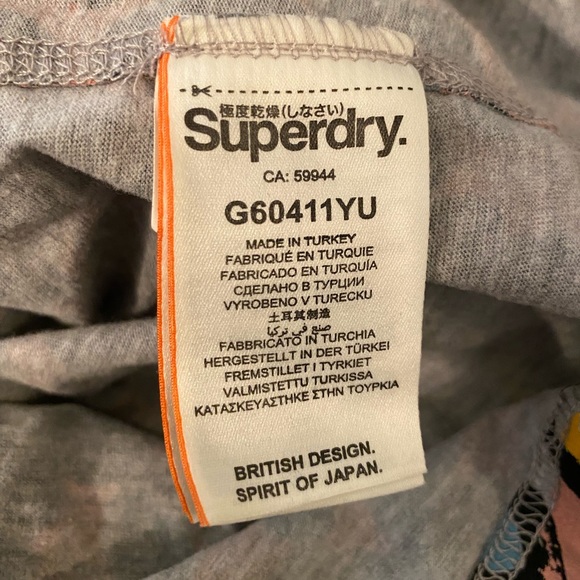 極度乾燥(しなさい)
Superdry.
CA: 59944
G60411YU
MADE IN TURKEY
FABRIQUÉ EN TURQUIE
FABRICADO EN TURQUÍA
СДЕЛАНО В ТУРЦИИ
VYROBENO V TURECKU
土耳其制造
صنع في تركيا
FABBRICATO IN TURCHIA
HERGESTELLT IN DER TÜRKEI
FREMSTILLET I TYRKIET
VALMISTETTU TURKISSA
ΚΑΤΑΣΚΕΥΑΣΤΗΚΕ ΣΤΗΝ ΤΟΥΡΚΙΑ
BRITISH DESIGN.
SPIRIT OF JAPAN.